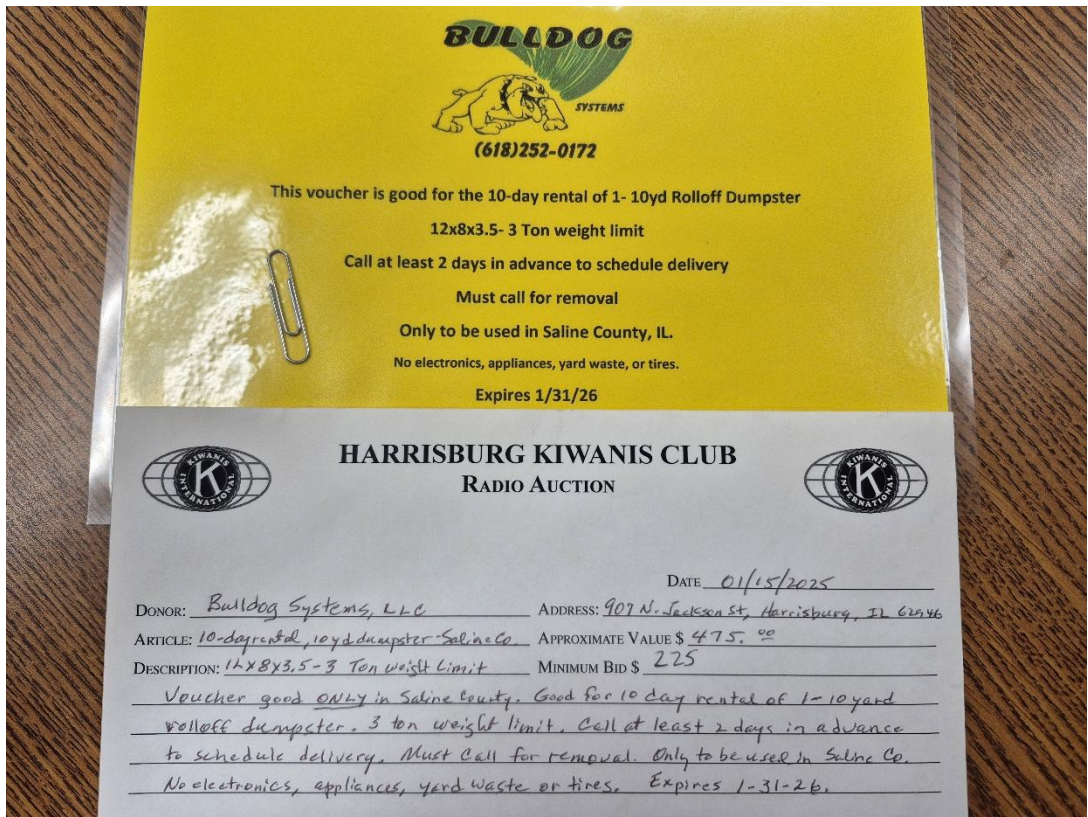 BULLDOG
SYSTEMS
(618)252-0172
This voucher is good for the 10-day rental of 1- 10yd Rolloff Dumpster
12x8x3.5- 3 Ton weight limit
Call at least 2 days in advance to schedule delivery
Must call for removal
Only to be used in Saline County, IL.
No electronics, appliances, yard waste, or tires.
Expires 1/31/26
HARRISBURG KIWANIS CLUB
RADIO AUCTION
KIWANIS K INTERNATIONAL
KIWANIS K INTERNATIONAL
DATE 01/15/2025
DONOR: Bulldog Systems, LLC ADDRESS: 907 N. Jackson St, Harrisburg, IL 62946
ARTICLE: 10-day rental, 10 yd dumpster-Saline Co. APPROXIMATE VALUE $ 475.00
DESCRIPTION: 12x8x3.5-3 Ton weight Limit MINIMUM BID $ 225
Voucher good ONLY in Saline County. Good for 10 day rental of 1-10 yard
rolloff dumpster. 3 ton weight limit. Call at least 2 days in advance
to schedule delivery. Must Call for removal. Only to be used in Saline Co.
No electronics, appliances, yard waste or tires. Expires 1-31-26.